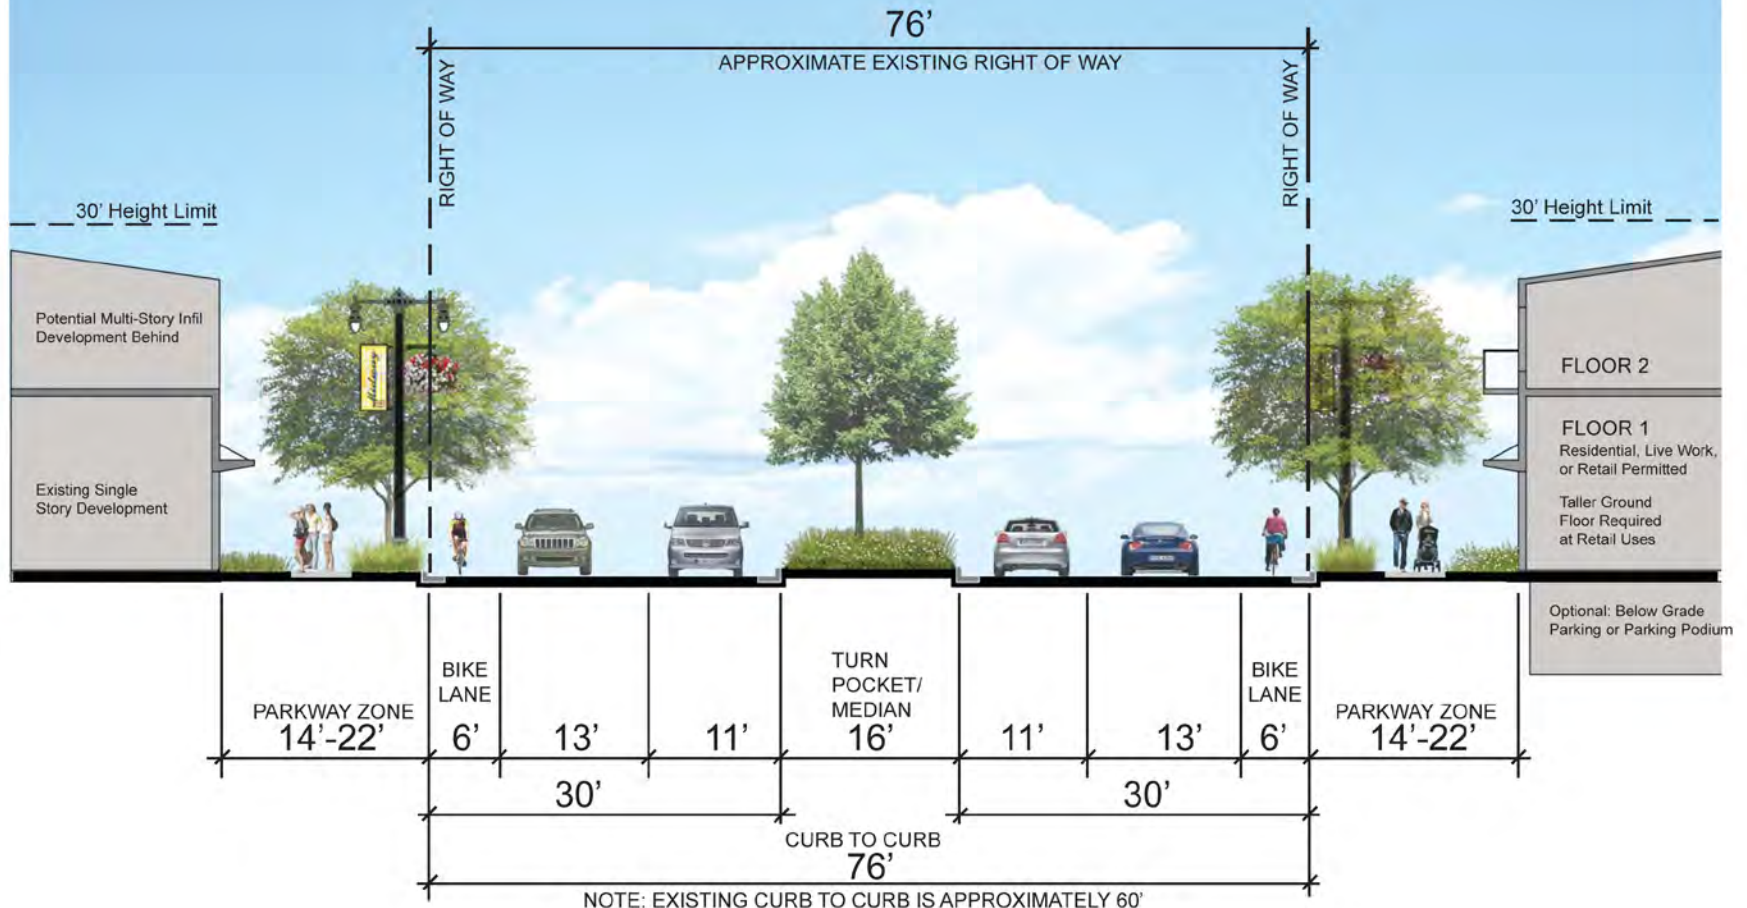 76’
APPROXIMATE EXISTING RIGHT OF WAY
RIGHT OF WAY
RIGHT OF WAY
30’ Height Limit
30’ Height Limit
Potential Multi-Story Infil
Development Behind
Existing Single
Story Development
Midway
FLOOR 2
FLOOR 1
Residential, Live Work,
or Retail Permitted
Taller Ground
Floor Required
at Retail Uses
Optional: Below Grade
Parking or Parking Podium
PARKWAY ZONE
14’-22’
BIKE
LANE
6’
13’
11’
TURN
POCKET/
MEDIAN
16’
11’
13’
BIKE
LANE
6’
PARKWAY ZONE
14’-22’
30’
30’
CURB TO CURB
76’
NOTE: EXISTING CURB TO CURB IS APPROXIMATELY 60’